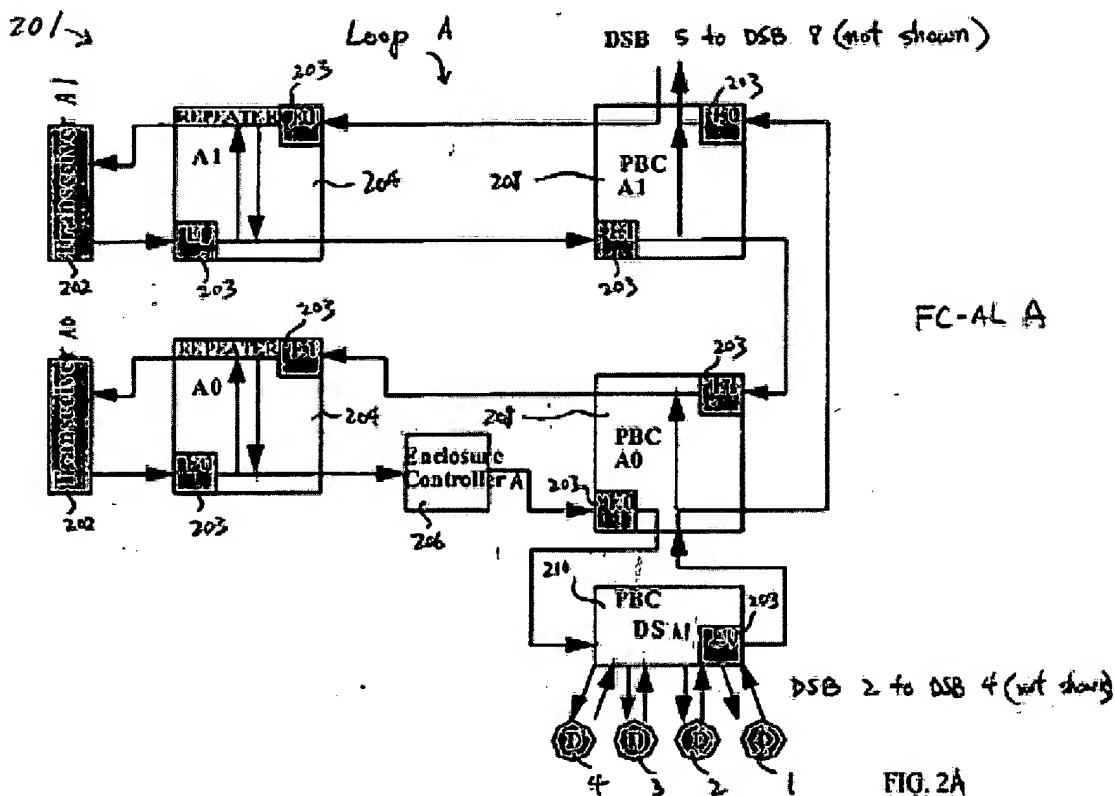 201
Loop A
DSB 5 to DSB 8 (not shown)
203
203
REPEATER
A1
204
Transceiver A1
202
203
208
PBC
A1
203
FC-AL A
203
203
REPEATER
A0
204
Transceiver A0
202
203
Enclosure
Controller A
206
208
PBC
A0
203
210
PBC
DS A1
203
DSB 2 to DSB 4 (not shown)
D
D
D
D
4
3
2
1
FIG. 2A